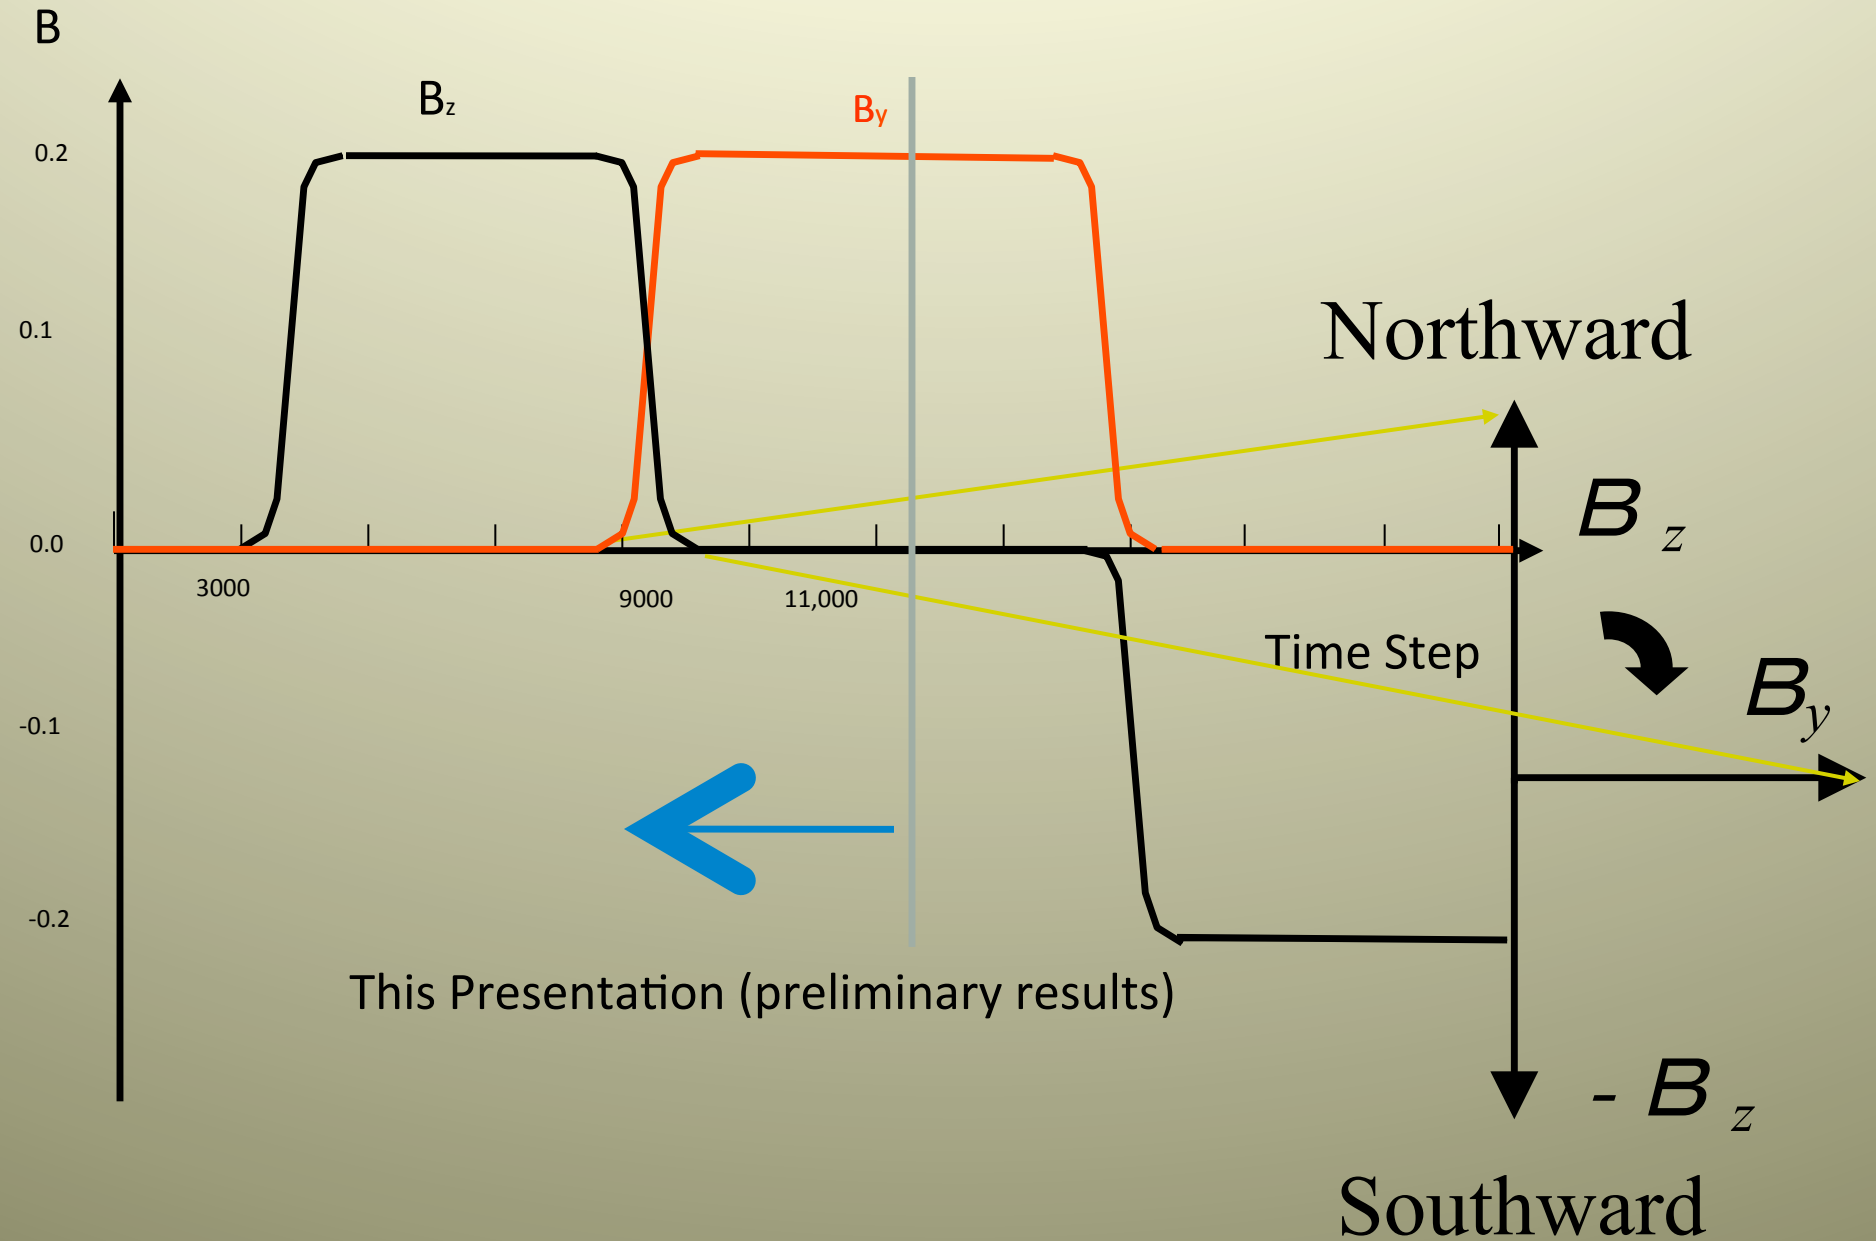 B
Bz
By
0.2
0.1
Northward
B z
0.0
3000
9000
11,000
Time Step
By
-0.1
-0.2
This Presentation (preliminary results)
- B z
Southward